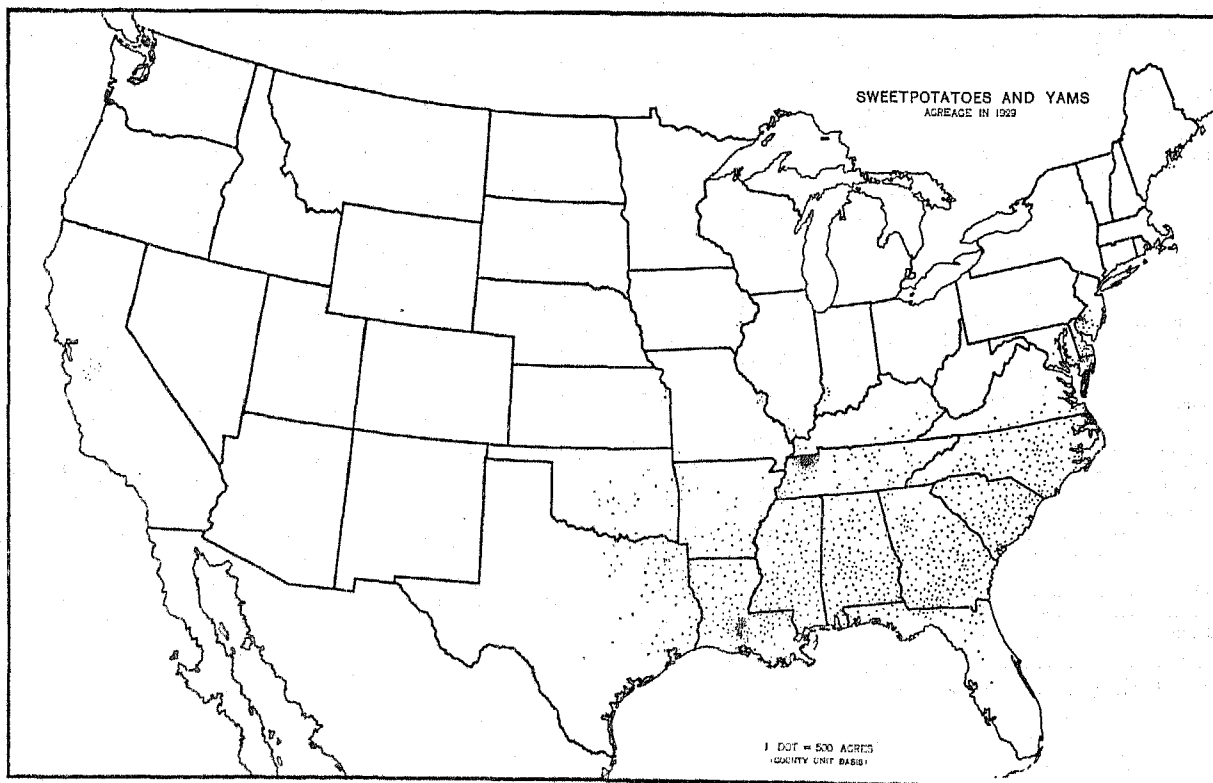 SWEETPOTATOES AND YAMS
ACREAGE IN 1929
1 DOT = 500 ACRES
(COUNTY UNIT BASIS)